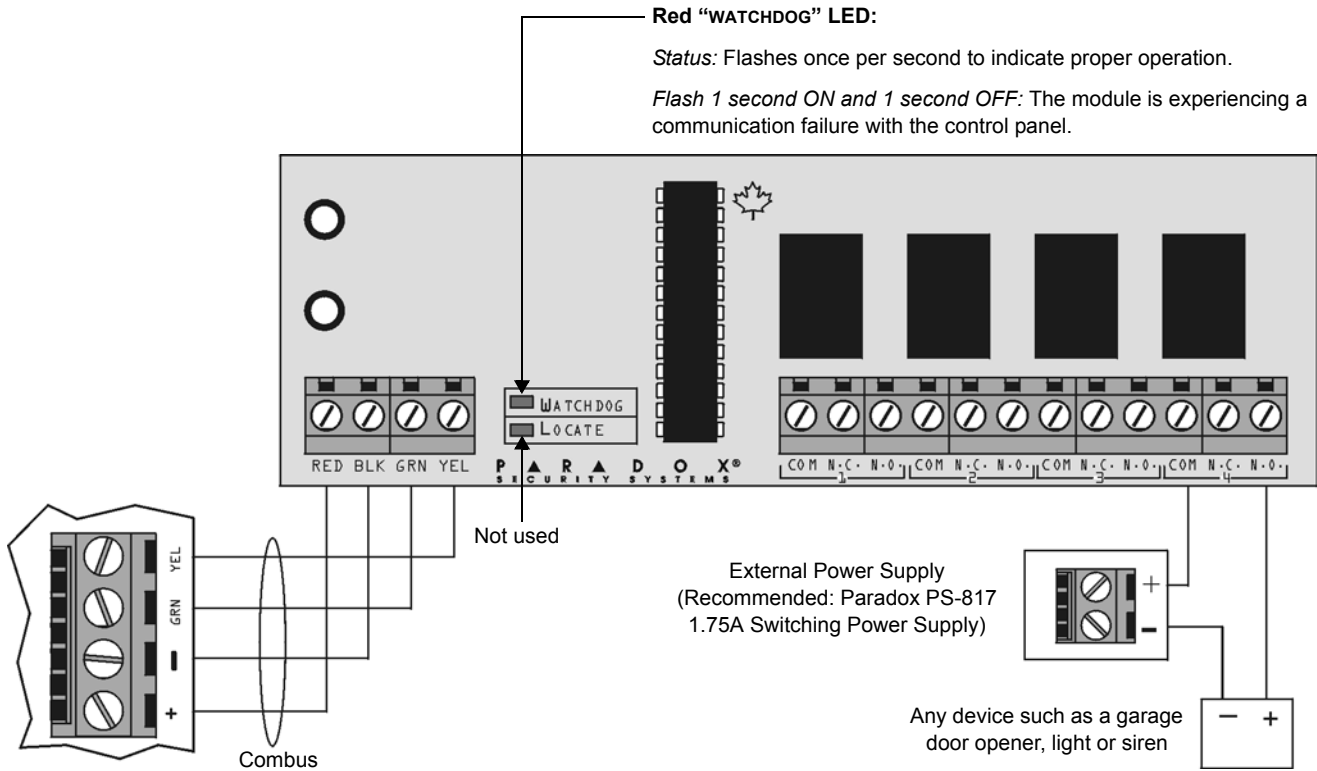 Red “WATCHDOG” LED:
Status: Flashes once per second to indicate proper operation.
Flash 1 second ON and 1 second OFF: The module is experiencing a
communication failure with the control panel.
WATCHDOG
LOCATE
RED BLK GRN YEL
PARADOX®
SECURITY SYSTEMS
COM N.C. N.O. COM N.C. N.O. COM N.C. N.O. COM N.C. N.O.
1 2 3 4
Not used
YEL
GRN
-
+
Combus
External Power Supply
(Recommended: Paradox PS-817
1.75A Switching Power Supply)
+
-
Any device such as a garage
door opener, light or siren
- +